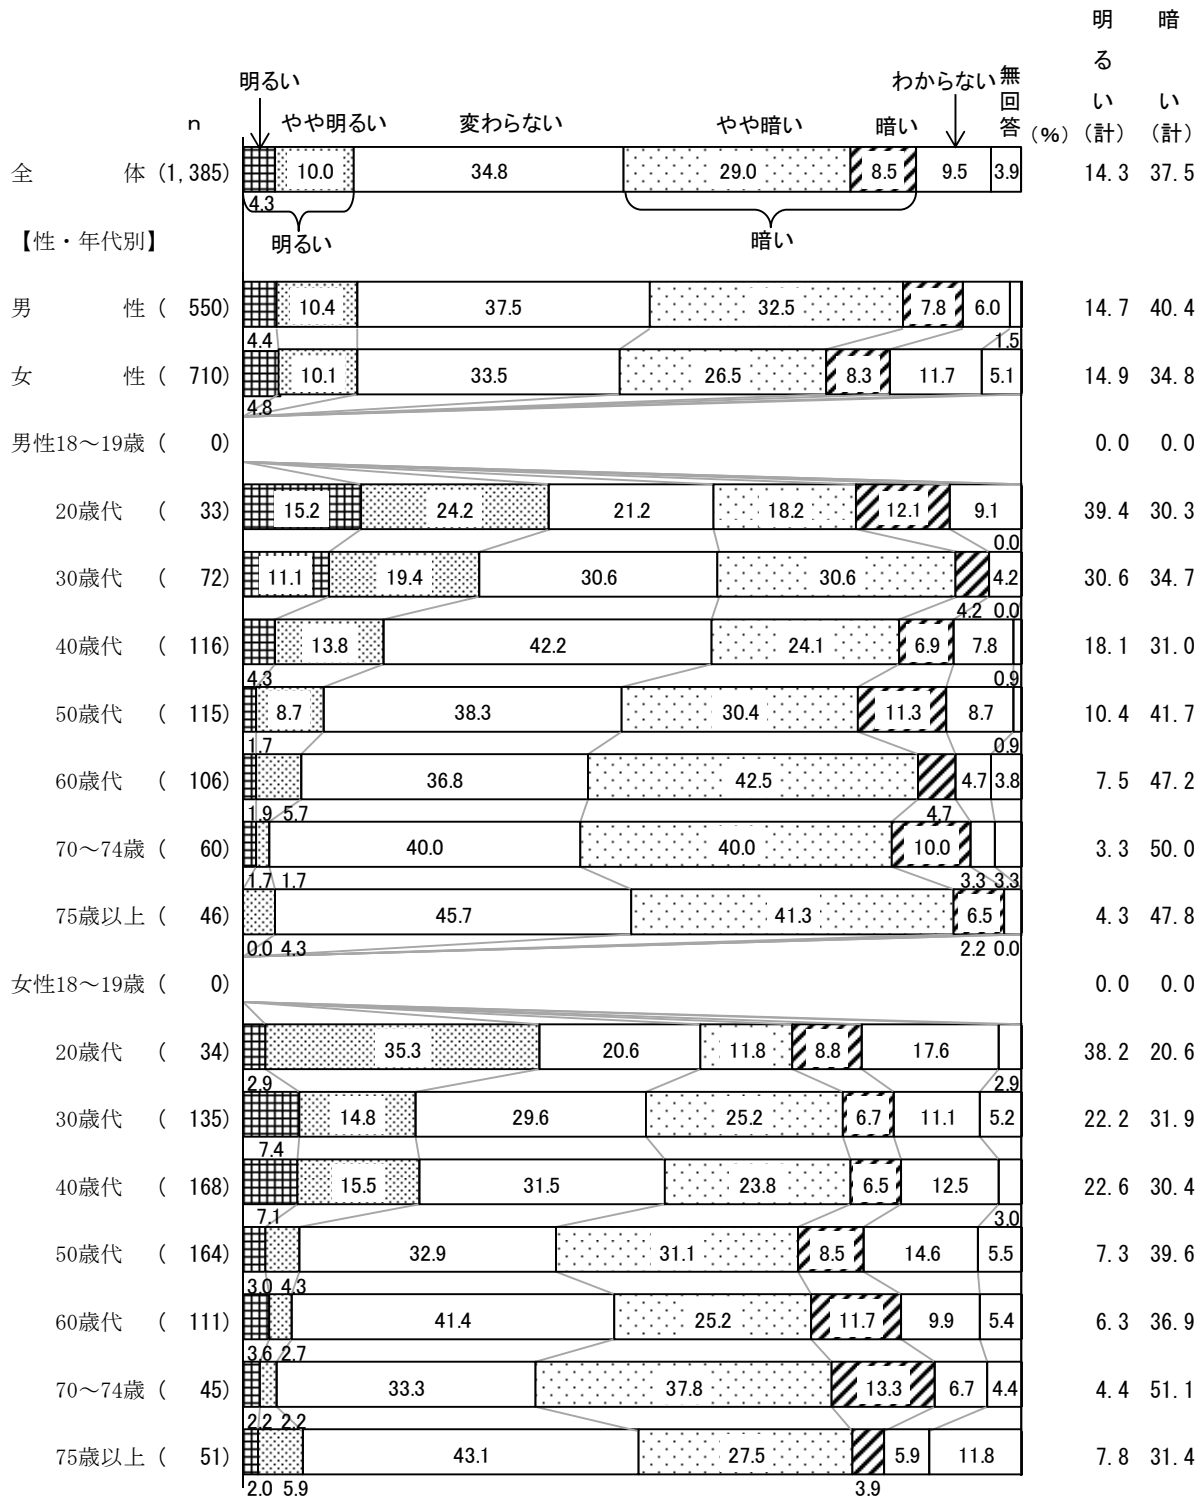 明るい 暗い
明るい わからない 無回答
n やや明るい 変わらない やや暗い 暗い (%) (計) (計)
全 体 (1,385) 10.0 34.8 29.0 8.5 9.5 3.9 14.3 37.5
4.3
【性・年代別】 明るい 暗い
男 性 ( 550) 10.4 37.5 32.5 7.8 6.0 14.7 40.4
4.4 1.5
女 性 ( 710) 10.1 33.5 26.5 8.3 11.7 5.1 14.9 34.8
4.8
男性18～19歳 ( 0) 0.0 0.0
20歳代 ( 33) 15.2 24.2 21.2 18.2 12.1 9.1 39.4 30.3
0.0
30歳代 ( 72) 11.1 19.4 30.6 30.6 4.2 30.6 34.7
4.2 0.0
40歳代 ( 116) 13.8 42.2 24.1 6.9 7.8 18.1 31.0
4.3 0.9
50歳代 ( 115) 8.7 38.3 30.4 11.3 8.7 10.4 41.7
1.7 0.9
60歳代 ( 106) 36.8 42.5 4.7 3.8 7.5 47.2
1.9 5.7 4.7
70～74歳 ( 60) 40.0 40.0 10.0 3.3 50.0
1.7 1.7 3.3 3.3
75歳以上 ( 46) 45.7 41.3 6.5 4.3 47.8
0.0 4.3 2.2 0.0
女性18～19歳 ( 0) 0.0 0.0
20歳代 ( 34) 35.3 20.6 11.8 8.8 17.6 38.2 20.6
2.9 2.9
30歳代 ( 135) 14.8 29.6 25.2 6.7 11.1 5.2 22.2 31.9
7.4
40歳代 ( 168) 15.5 31.5 23.8 6.5 12.5 22.6 30.4
7.1 3.0
50歳代 ( 164) 32.9 31.1 8.5 14.6 5.5 7.3 39.6
3.0 4.3
60歳代 ( 111) 41.4 25.2 11.7 9.9 5.4 6.3 36.9
3.6 2.7
70～74歳 ( 45) 33.3 37.8 13.3 6.7 4.4 4.4 51.1
2.2 2.2
75歳以上 ( 51) 43.1 27.5 5.9 11.8 7.8 31.4
2.0 5.9 3.9